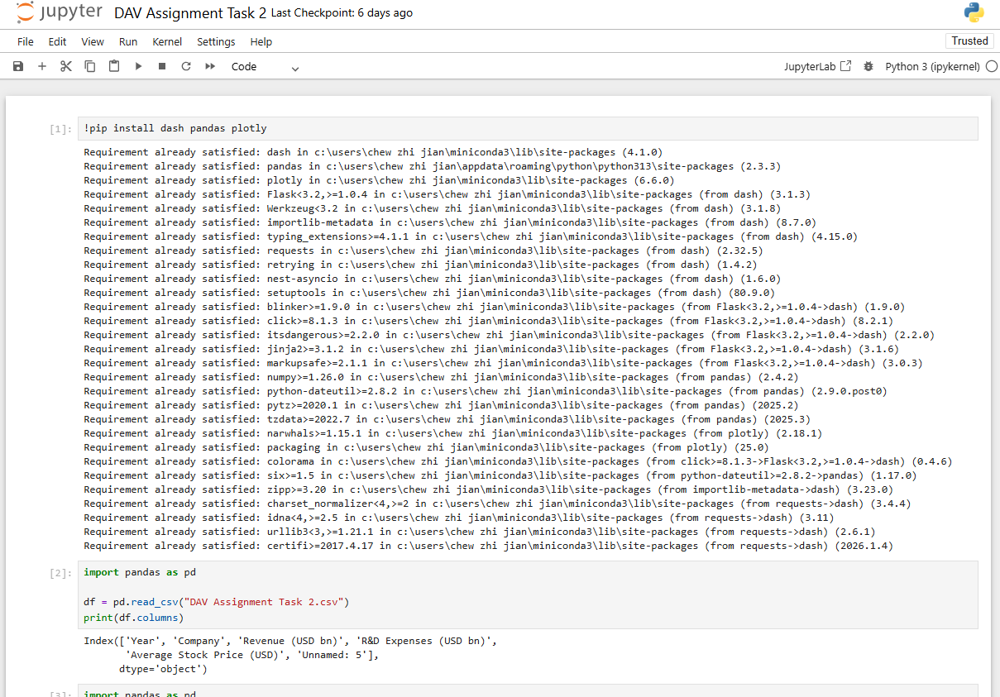 jupyter DAV Assignment Task 2 Last Checkpoint: 6 days ago
File Edit View Run Kernel Settings Help Trusted
Code JupyterLab Python 3 (ipykernel)
[1]: !pip install dash pandas plotly
Requirement already satisfied: dash in c:\users\chew zhi jian\miniconda3\lib\site-packages (4.1.0)
Requirement already satisfied: pandas in c:\users\chew zhi jian\appdata\roaming\python\python313\site-packages (2.3.3)
Requirement already satisfied: plotly in c:\users\chew zhi jian\miniconda3\lib\site-packages (6.6.0)
Requirement already satisfied: Flask<3.2,>=1.0.4 in c:\users\chew zhi jian\miniconda3\lib\site-packages (from dash) (3.1.3)
Requirement already satisfied: Werkzeug<3.2 in c:\users\chew zhi jian\miniconda3\lib\site-packages (from dash) (3.1.8)
Requirement already satisfied: importlib-metadata in c:\users\chew zhi jian\miniconda3\lib\site-packages (from dash) (8.7.0)
Requirement already satisfied: typing_extensions>=4.1.1 in c:\users\chew zhi jian\miniconda3\lib\site-packages (from dash) (4.15.0)
Requirement already satisfied: requests in c:\users\chew zhi jian\miniconda3\lib\site-packages (from dash) (2.32.5)
Requirement already satisfied: retrying in c:\users\chew zhi jian\miniconda3\lib\site-packages (from dash) (1.4.2)
Requirement already satisfied: nest-asyncio in c:\users\chew zhi jian\miniconda3\lib\site-packages (from dash) (1.6.0)
Requirement already satisfied: setuptools in c:\users\chew zhi jian\miniconda3\lib\site-packages (from dash) (80.9.0)
Requirement already satisfied: blinker>=1.9.0 in c:\users\chew zhi jian\miniconda3\lib\site-packages (from Flask<3.2,>=1.0.4->dash) (1.9.0)
Requirement already satisfied: click>=8.1.3 in c:\users\chew zhi jian\miniconda3\lib\site-packages (from Flask<3.2,>=1.0.4->dash) (8.2.1)
Requirement already satisfied: itsdangerous>=2.2.0 in c:\users\chew zhi jian\miniconda3\lib\site-packages (from Flask<3.2,>=1.0.4->dash) (2.2.0)
Requirement already satisfied: jinja2>=3.1.2 in c:\users\chew zhi jian\miniconda3\lib\site-packages (from Flask<3.2,>=1.0.4->dash) (3.1.6)
Requirement already satisfied: markupsafe>=2.1.1 in c:\users\chew zhi jian\miniconda3\lib\site-packages (from Flask<3.2,>=1.0.4->dash) (3.0.3)
Requirement already satisfied: numpy>=1.26.0 in c:\users\chew zhi jian\miniconda3\lib\site-packages (from pandas) (2.4.2)
Requirement already satisfied: python-dateutil>=2.8.2 in c:\users\chew zhi jian\miniconda3\lib\site-packages (from pandas) (2.9.0.post0)
Requirement already satisfied: pytz>=2020.1 in c:\users\chew zhi jian\miniconda3\lib\site-packages (from pandas) (2025.2)
Requirement already satisfied: tzdata>=2022.7 in c:\users\chew zhi jian\miniconda3\lib\site-packages (from pandas) (2025.3)
Requirement already satisfied: narwhals>=1.15.1 in c:\users\chew zhi jian\miniconda3\lib\site-packages (from plotly) (2.18.1)
Requirement already satisfied: packaging in c:\users\chew zhi jian\miniconda3\lib\site-packages (from plotly) (25.0)
Requirement already satisfied: colorama in c:\users\chew zhi jian\miniconda3\lib\site-packages (from click>=8.1.3->Flask<3.2,>=1.0.4->dash) (0.4.6)
Requirement already satisfied: six>=1.5 in c:\users\chew zhi jian\miniconda3\lib\site-packages (from python-dateutil>=2.8.2->pandas) (1.17.0)
Requirement already satisfied: zipp>=3.20 in c:\users\chew zhi jian\miniconda3\lib\site-packages (from importlib-metadata->dash) (3.23.0)
Requirement already satisfied: charset_normalizer<4,>=2 in c:\users\chew zhi jian\miniconda3\lib\site-packages (from requests->dash) (3.4.4)
Requirement already satisfied: idna<4,>=2.5 in c:\users\chew zhi jian\miniconda3\lib\site-packages (from requests->dash) (3.11)
Requirement already satisfied: urllib3<3,>=1.21.1 in c:\users\chew zhi jian\miniconda3\lib\site-packages (from requests->dash) (2.6.1)
Requirement already satisfied: certifi>=2017.4.17 in c:\users\chew zhi jian\miniconda3\lib\site-packages (from requests->dash) (2026.1.4)
[2]: import pandas as pd
df = pd.read_csv("DAV Assignment Task 2.csv")
print(df.columns)
Index(['Year', 'Company', 'Revenue (USD bn)', 'R&D Expenses (USD bn)',
'Average Stock Price (USD)', 'Unnamed: 5'],
dtype='object')
[3]: import pandas as pd